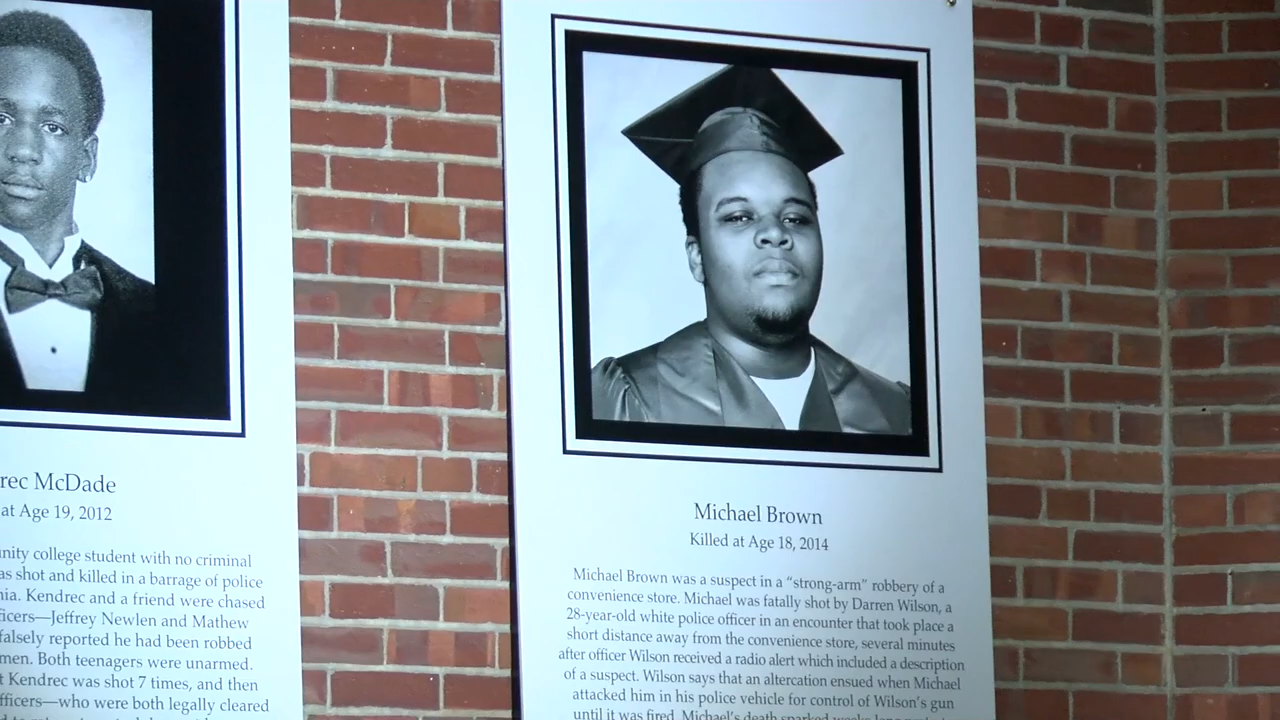 rec McDade
at Age 19, 2012
nity college student with no criminal
as shot and killed in a barrage of police
nia. Kendrec and a friend were chased
ficers—Jeffrey Newlen and Mathew
falsely reported he had been robbed
men. Both teenagers were unarmed.
t Kendrec was shot 7 times, and then
fficers—who were both legally cleared
Michael Brown
Killed at Age 18, 2014
Michael Brown was a suspect in a “strong-arm” robbery of a
convenience store. Michael was fatally shot by Darren Wilson, a
28-year-old white police officer in an encounter that took place a
short distance away from the convenience store, several minutes
after officer Wilson received a radio alert which included a description
of a suspect. Wilson says that an altercation ensued when Michael
attacked him in his police vehicle for control of Wilson’s gun
until it was fired. Michael’s death sparked weeks